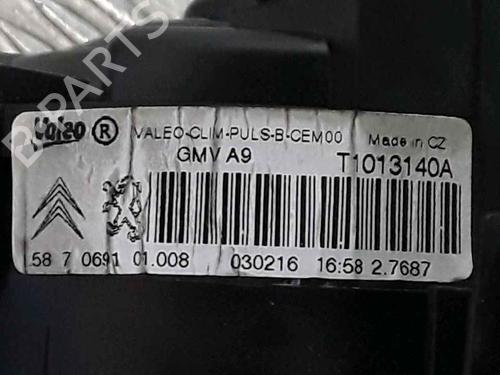 B-PARTS
Valeo ® VALEO-CLIM-PULS-B-CEM00 Made in CZ
GMV A9 T1013140A
58 7 0691 01.008 030216 16:58 2.7687